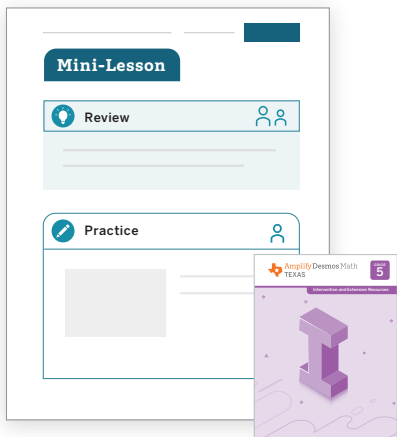 Mini-Lesson
Review
Practice
Amplify Desmos Math
TEXAS
GRADE
5
Intervention and Extension Resources